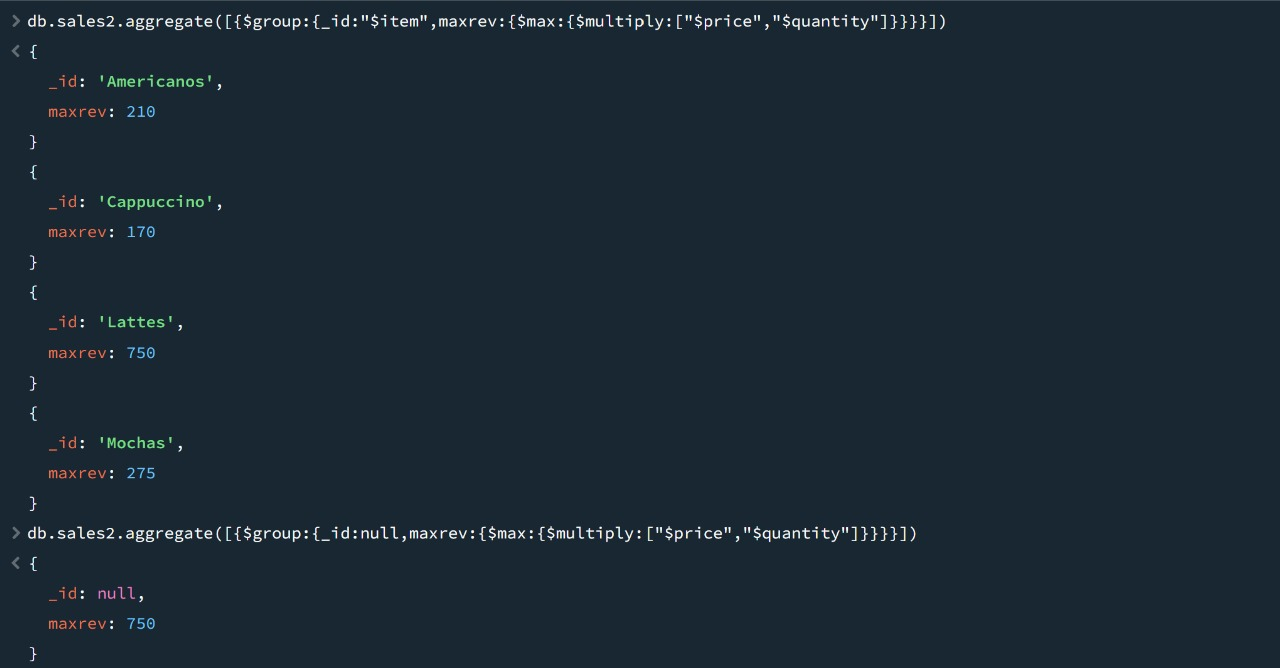 > db.sales2.aggregate([{$group:{_id:"$item",maxrev:{$max:{$multiply:["$price","$quantity"]}}}}])
< {
_id: 'Americanos',
maxrev: 210
}
{
_id: 'Cappuccino',
maxrev: 170
}
{
_id: 'Lattes',
maxrev: 750
}
{
_id: 'Mochas',
maxrev: 275
}
> db.sales2.aggregate([{$group:{_id:null,maxrev:{$max:{$multiply:["$price","$quantity"]}}}}])
< {
_id: null,
maxrev: 750
}